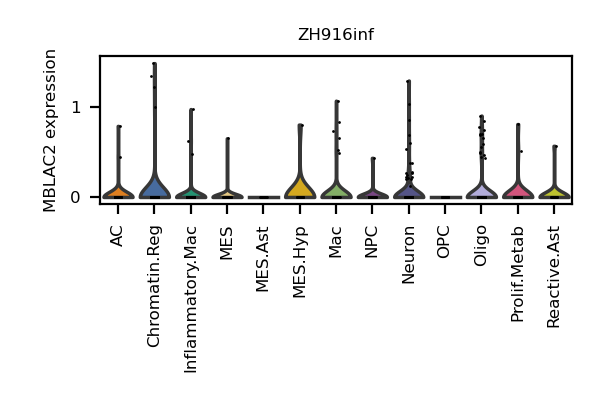 ZH916inf
MBLAC2 expression
1
0
AC
Chromatin.Reg
Inflammatory.Mac
MES
MES.Ast
MES.Hyp
Mac
NPC
Neuron
OPC
Oligo
Prolif.Metab
Reactive.Ast